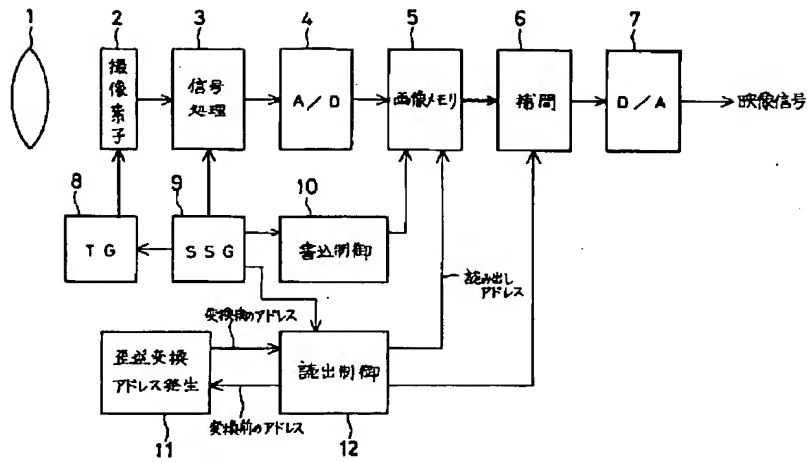 1
2
3
4
5
6
7
撮像素子
信号
処理
A/D
画像メモリ
補間
D/A
映像信号
8
9
10
TG
SSG
書込制御
読み出し
アドレス
変換後のアドレス
歪逆変換
アドレス発生
読出制御
変換前のアドレス
11
12